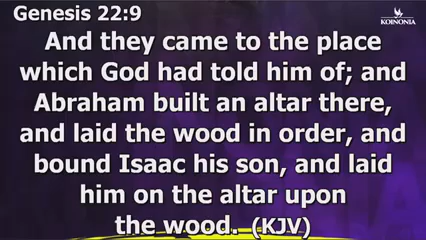 Genesis 22:9
KOINONIA
And they came to the place
which God had told him of; and
Abraham built an altar there,
and laid the wood in order, and
bound Isaac his son, and laid
him on the altar upon
the wood. (KJV)